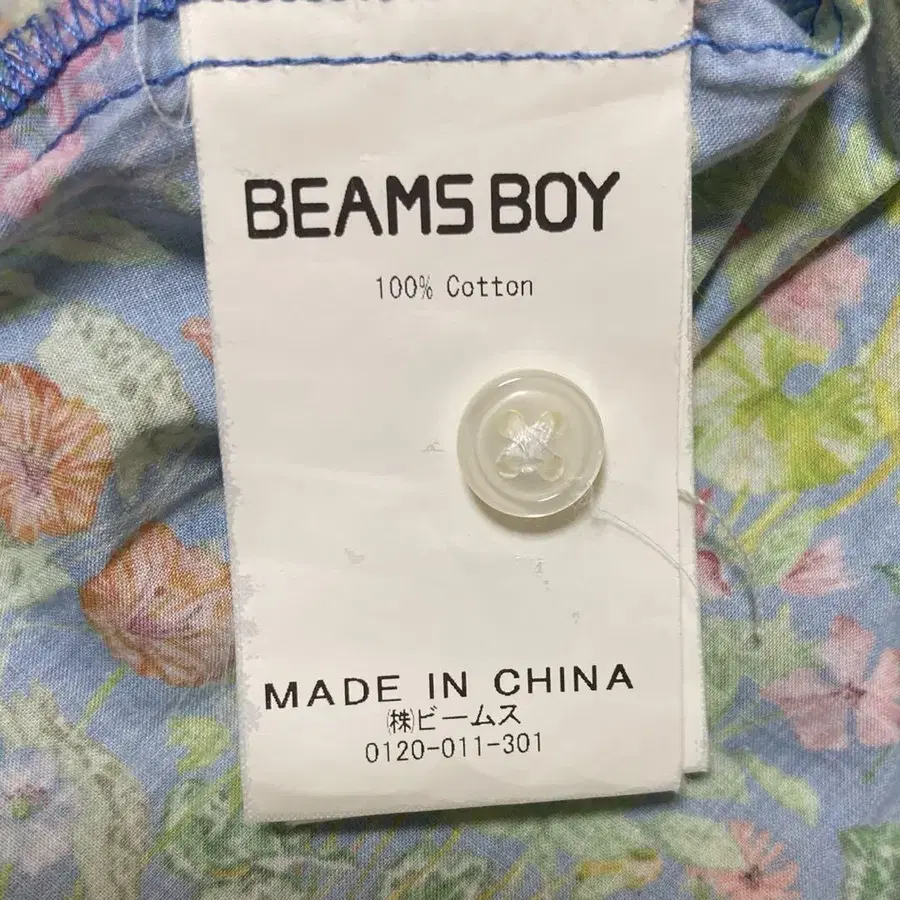 BEAMS BOY
100% Cotton
MADE IN CHINA
㈱ビームス
0120-011-301